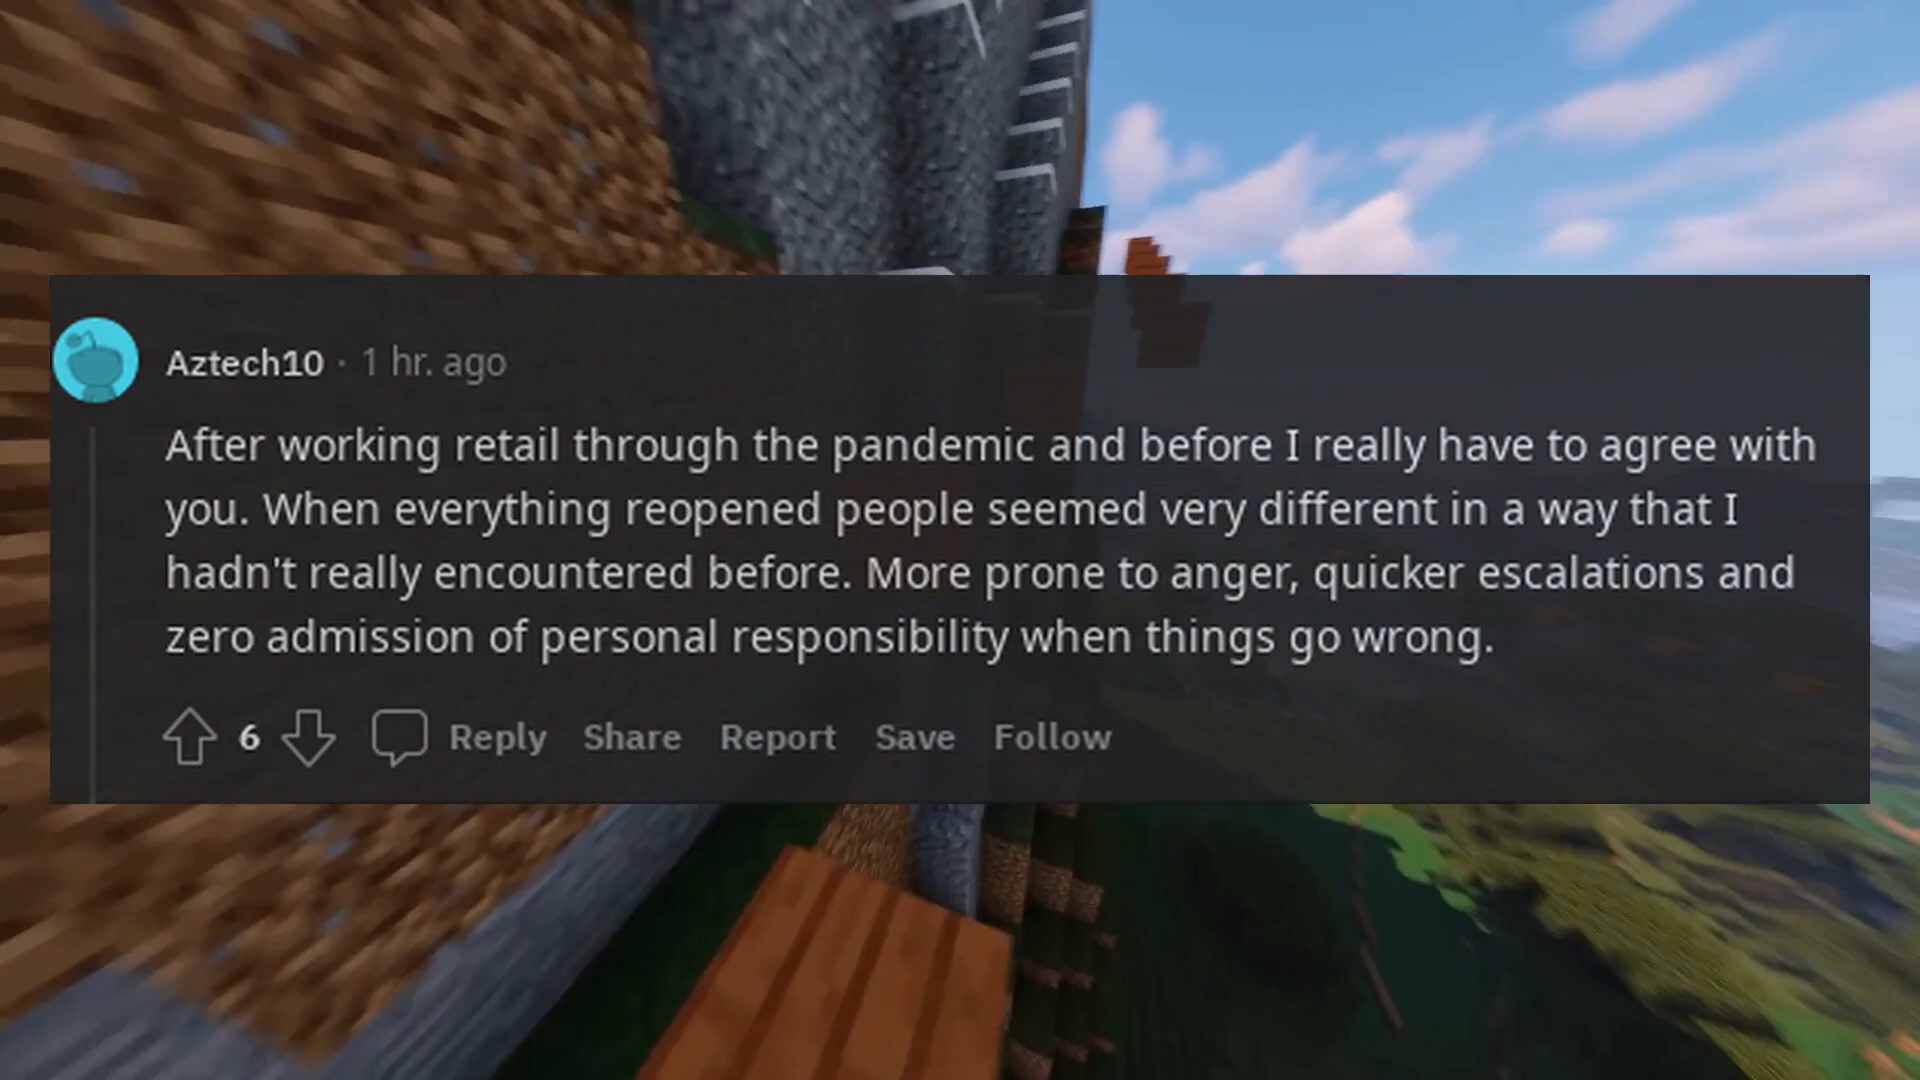 Aztech10 · 1 hr. ago
After working retail through the pandemic and before I really have to agree with
you. When everything reopened people seemed very different in a way that I
hadn't really encountered before. More prone to anger, quicker escalations and
zero admission of personal responsibility when things go wrong.
6 Reply Share Report Save Follow